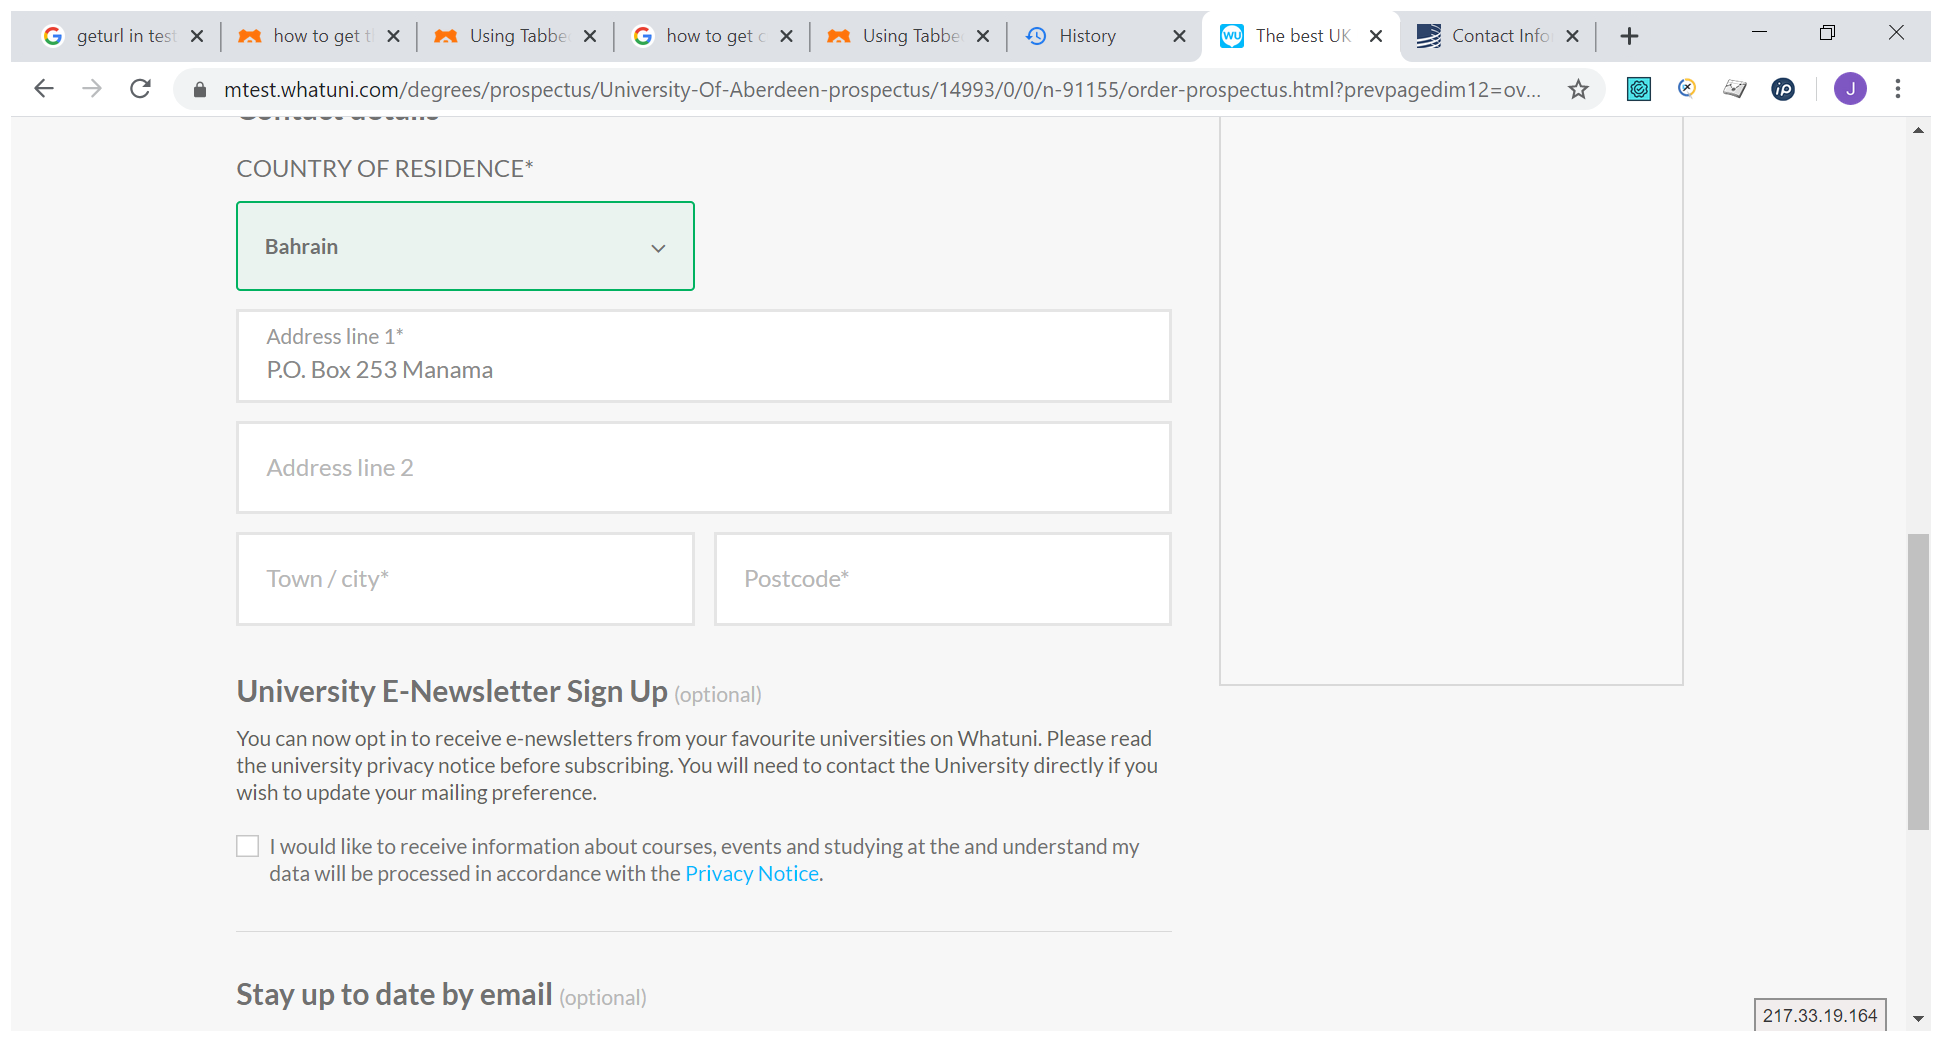 geturl in test
how to get t
Using Tabbe
how to get c
Using Tabbe
History
The best UK
Contact Info
mtest.whatuni.com/degrees/prospectus/University-Of-Aberdeen-prospectus/14993/0/0/n-91155/order-prospectus.html?prevpagedim12=ov...
J
Contact details
COUNTRY OF RESIDENCE*
Bahrain
Address line 1*
P.O. Box 253 Manama
Address line 2
Town / city*
Postcode*
University E-Newsletter Sign Up (optional)
You can now opt in to receive e-newsletters from your favourite universities on Whatuni. Please read
the university privacy notice before subscribing. You will need to contact the University directly if you
wish to update your mailing preference.
I would like to receive information about courses, events and studying at the and understand my
data will be processed in accordance with the Privacy Notice.
Stay up to date by email (optional)
217.33.19.164